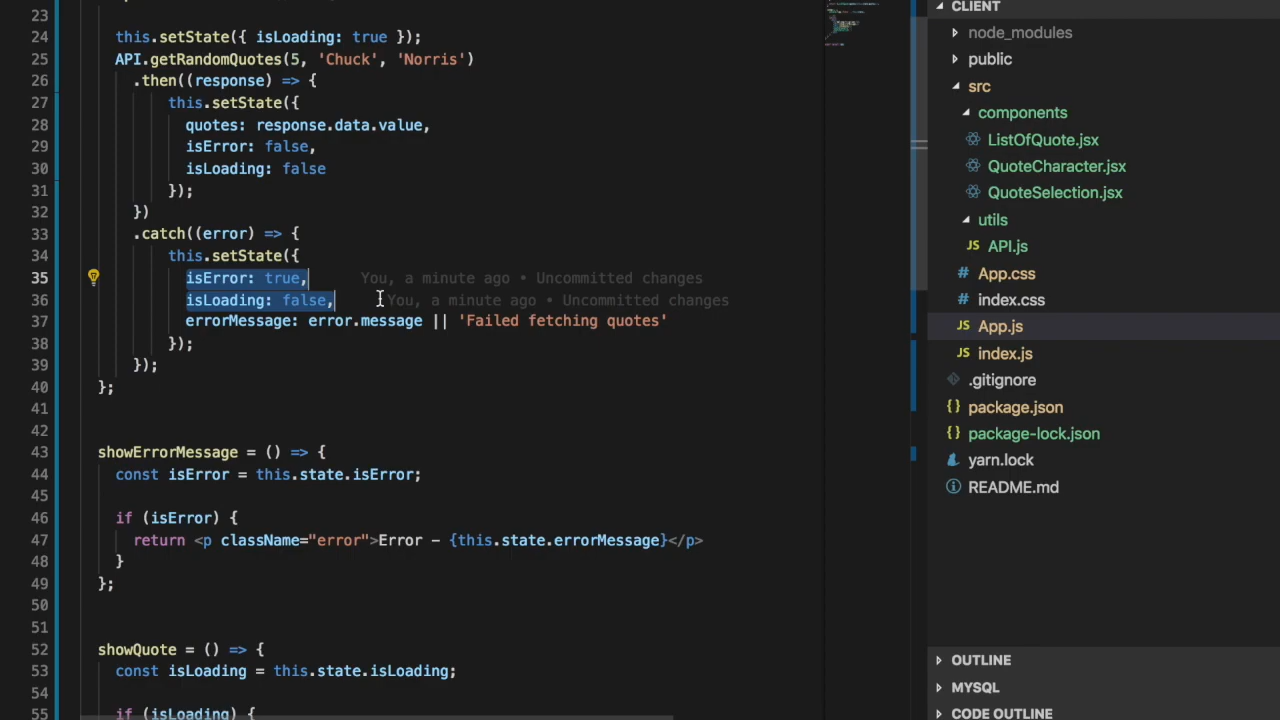 23
24 this.setState({ isLoading: true });
25 API.getRandomQuotes(5, 'Chuck', 'Norris')
26 .then((response) => {
27 this.setState({
28 quotes: response.data.value,
29 isError: false,
30 isLoading: false
31 });
32 })
33 .catch((error) => {
34 this.setState({
35 isError: true, You, a minute ago • Uncommitted changes
36 isLoading: false, You, a minute ago • Uncommitted changes
37 errorMessage: error.message || 'Failed fetching quotes'
38 });
39 });
40 };
41
42
43 showErrorMessage = () => {
44 const isError = this.state.isError;
45
46 if (isError) {
47 return <p className="error">Error - {this.state.errorMessage}</p>
48 }
49 };
50
51
52 showQuote = () => {
53 const isLoading = this.state.isLoading;
54
55 if (isLoading) {
CLIENT
node_modules
public
src
components
ListOfQuote.jsx
QuoteCharacter.jsx
QuoteSelection.jsx
utils
JS API.js
App.css
index.css
JS App.js
JS index.js
.gitignore
{} package.json
{} package-lock.json
yarn.lock
README.md
OUTLINE
MYSQL
CODE OUTLINE